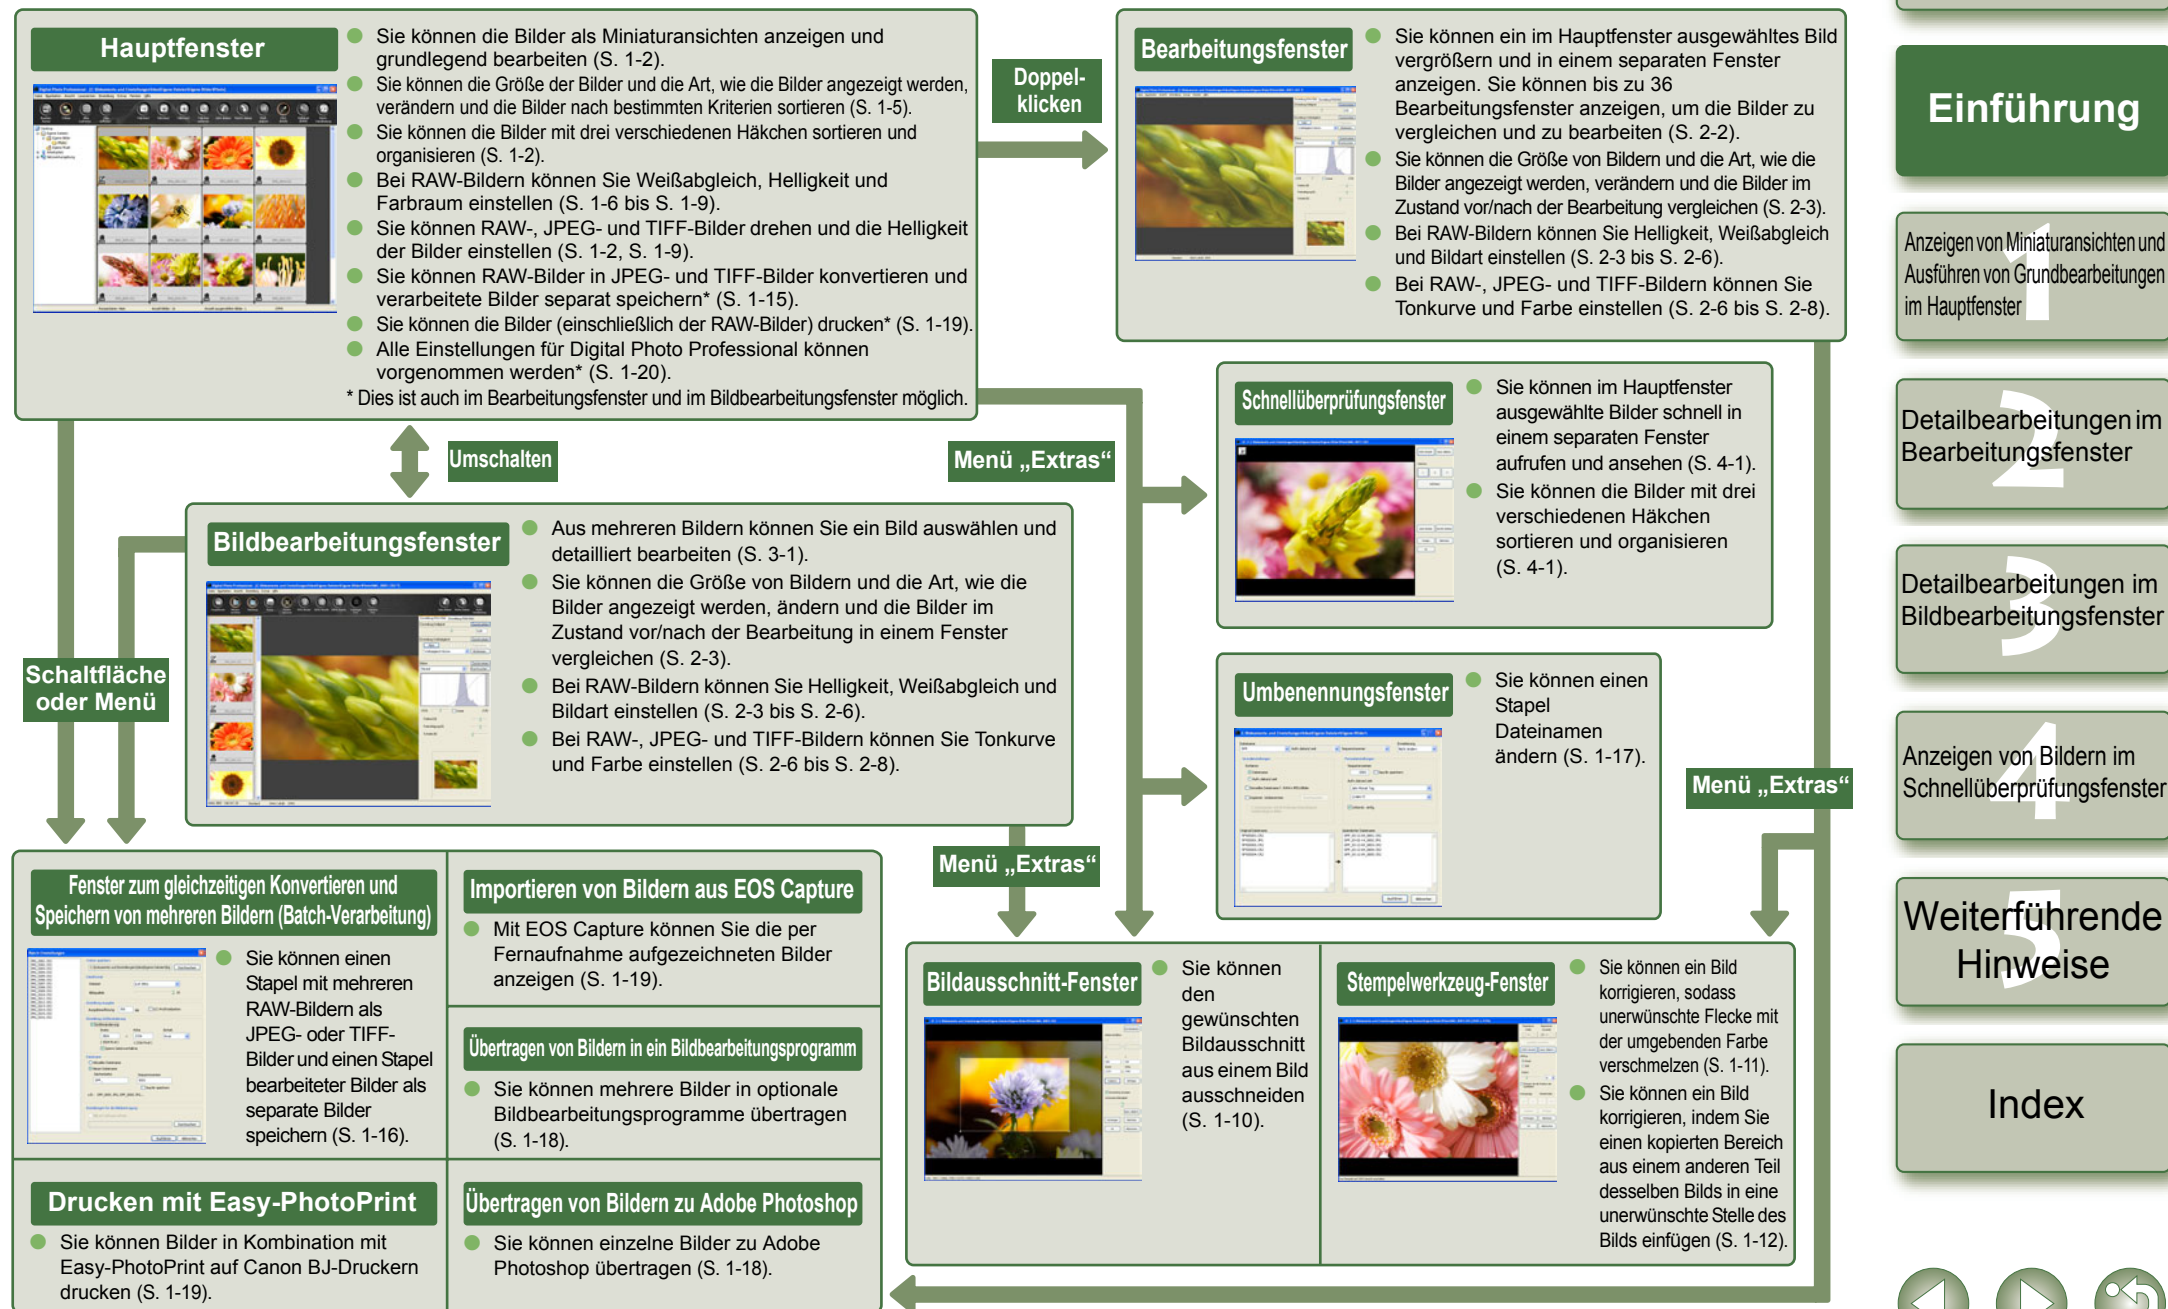 Hauptfenster
Sie können die Bilder als Miniaturansichten anzeigen und
grundlegend bearbeiten (S. 1-2).
Sie können die Größe der Bilder und die Art, wie die Bilder angezeigt werden,
verändern und die Bilder nach bestimmten Kriterien sortieren (S. 1-5).
Sie können die Bilder mit drei verschiedenen Häkchen sortieren und
organisieren (S. 1-2).
Bei RAW-Bildern können Sie Weißabgleich, Helligkeit und
Farbraum einstellen (S. 1-6 bis S. 1-9).
Sie können RAW-, JPEG- und TIFF-Bilder drehen und die Helligkeit
der Bilder einstellen (S. 1-2, S. 1-9).
Sie können RAW-Bilder in JPEG- und TIFF-Bilder konvertieren und
verarbeitete Bilder separat speichern* (S. 1-15).
Sie können die Bilder (einschließlich der RAW-Bilder) drucken* (S. 1-19).
Alle Einstellungen für Digital Photo Professional können
vorgenommen werden* (S. 1-20).
* Dies ist auch im Bearbeitungsfenster und im Bildbearbeitungsfenster möglich.
Doppel-
klicken
Bearbeitungsfenster
Sie können ein im Hauptfenster ausgewähltes Bild
vergrößern und in einem separaten Fenster
anzeigen. Sie können bis zu 36
Bearbeitungsfenster anzeigen, um die Bilder zu
vergleichen und zu bearbeiten (S. 2-2).
Sie können die Größe von Bildern und die Art, wie die
Bilder angezeigt werden, verändern und die Bilder im
Zustand vor/nach der Bearbeitung vergleichen (S. 2-3).
Bei RAW-Bildern können Sie Helligkeit, Weißabgleich
und Bildart einstellen (S. 2-3 bis S. 2-6).
Bei RAW-, JPEG- und TIFF-Bildern können Sie
Tonkurve und Farbe einstellen (S. 2-6 bis S. 2-8).
Umschalten
Menü „Extras“
Schnellüberprüfungsfenster
Sie können im Hauptfenster
ausgewählte Bilder schnell in
einem separaten Fenster
aufrufen und ansehen (S. 4-1).
Sie können die Bilder mit drei
verschiedenen Häkchen
sortieren und organisieren
(S. 4-1).
Bildbearbeitungsfenster
Aus mehreren Bildern können Sie ein Bild auswählen und
detailliert bearbeiten (S. 3-1).
Sie können die Größe von Bildern und die Art, wie die
Bilder angezeigt werden, ändern und die Bilder im
Zustand vor/nach der Bearbeitung in einem Fenster
vergleichen (S. 2-3).
Bei RAW-Bildern können Sie Helligkeit, Weißabgleich und
Bildart einstellen (S. 2-3 bis S. 2-6).
Bei RAW-, JPEG- und TIFF-Bildern können Sie Tonkurve
und Farbe einstellen (S. 2-6 bis S. 2-8).
Schaltfläche
oder Menü
Umbenennungsfenster
Sie können einen
Stapel
Dateinamen
ändern (S. 1-17).
Menü „Extras“
Menü „Extras“
Fenster zum gleichzeitigen Konvertieren und
Speichern von mehreren Bildern (Batch-Verarbeitung)
Sie können einen
Stapel mit mehreren
RAW-Bildern als
JPEG- oder TIFF-
Bilder und einen Stapel
bearbeiteter Bilder als
separate Bilder
speichern (S. 1-16).
Importieren von Bildern aus EOS Capture
Mit EOS Capture können Sie die per
Fernaufnahme aufgezeichneten Bilder
anzeigen (S. 1-19).
Übertragen von Bildern in ein Bildbearbeitungsprogramm
Sie können mehrere Bilder in optionale
Bildbearbeitungsprogramme übertragen
(S. 1-18).
Drucken mit Easy-PhotoPrint
Sie können Bilder in Kombination mit
Easy-PhotoPrint auf Canon BJ-Druckern
drucken (S. 1-19).
Übertragen von Bildern zu Adobe Photoshop
Sie können einzelne Bilder zu Adobe
Photoshop übertragen (S. 1-18).
Bildausschnitt-Fenster
Sie können
den
gewünschten
Bildausschnitt
aus einem Bild
ausschneiden
(S. 1-10).
Stempelwerkzeug-Fenster
Sie können ein Bild
korrigieren, sodass
unerwünschte Flecke mit
der umgebenden Farbe
verschmelzen (S. 1-11).
Sie können ein Bild
korrigieren, indem Sie
einen kopierten Bereich
aus einem anderen Teil
desselben Bilds in eine
unerwünschte Stelle des
Bilds einfügen (S. 1-12).
Einführung
1
Anzeigen von Miniaturansichten und
Ausführen von Grundbearbeitungen
im Hauptfenster
2
Detailbearbeitungen im
Bearbeitungsfenster
3
Detailbearbeitungen im
Bildbearbeitungsfenster
4
Anzeigen von Bildern im
Schnellüberprüfungsfenster
5
Weiterführende
Hinweise
Index